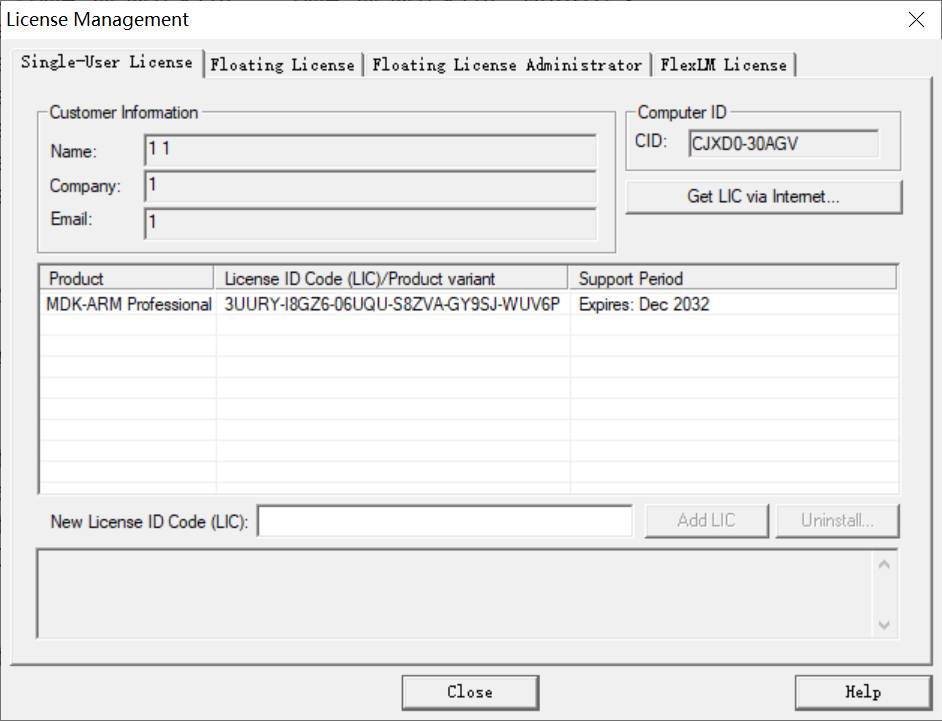 License Management
Single-User License Floating License Floating License Administrator FlexLM License
Customer Information
Name: 1 1
Company: 1
Email: 1
Computer ID
CID: CJXD0-30AGV
Get LIC via Internet...
Product License ID Code (LIC)/Product variant Support Period
MDK-ARM Professional 3UURY-I8GZ6-06UQU-S8ZVA-GY9SJ-WUV6P Expires: Dec 2032
New License ID Code (LIC): Add LIC Uninstall...
Close Help